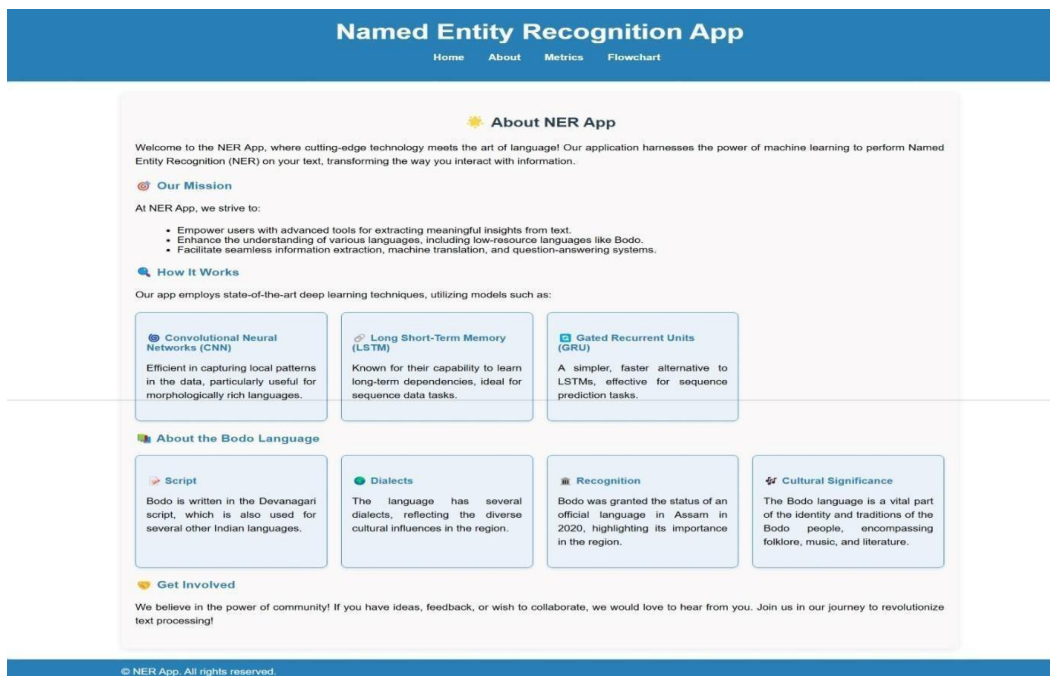 Named Entity Recognition App
Home About Metrics Flowchart
About NER App
Welcome to the NER App, where cutting-edge technology meets the art of language! Our application harnesses the power of machine learning to perform Named
Entity Recognition (NER) on your text, transforming the way you interact with information.
Our Mission
At NER App, we strive to:
• Empower users with advanced tools for extracting meaningful insights from text.
• Enhance the understanding of various languages, including low-resource languages like Bodo.
• Facilitate seamless information extraction, machine translation, and question-answering systems.
How It Works
Our app employs state-of-the-art deep learning techniques, utilizing models such as:
Convolutional Neural
Networks (CNN)
Efficient in capturing local patterns
in the data, particularly useful for
morphologically rich languages.
Long Short-Term Memory
(LSTM)
Known for their capability to learn
long-term dependencies, ideal for
sequence data tasks.
Gated Recurrent Units
(GRU)
A simpler, faster alternative to
LSTMs, effective for sequence
prediction tasks.
About the Bodo Language
Script
Bodo is written in the Devanagari
script, which is also used for
several other Indian languages.
Dialects
The language has several
dialects, reflecting the diverse
cultural influences in the region.
Recognition
Bodo was granted the status of an
official language in Assam in
2020, highlighting its importance
in the region.
Cultural Significance
The Bodo language is a vital part
of the identity and traditions of the
Bodo people, encompassing
folklore, music, and literature.
Get Involved
We believe in the power of community! If you have ideas, feedback, or wish to collaborate, we would love to hear from you. Join us in our journey to revolutionize
text processing!
© NER App. All rights reserved.